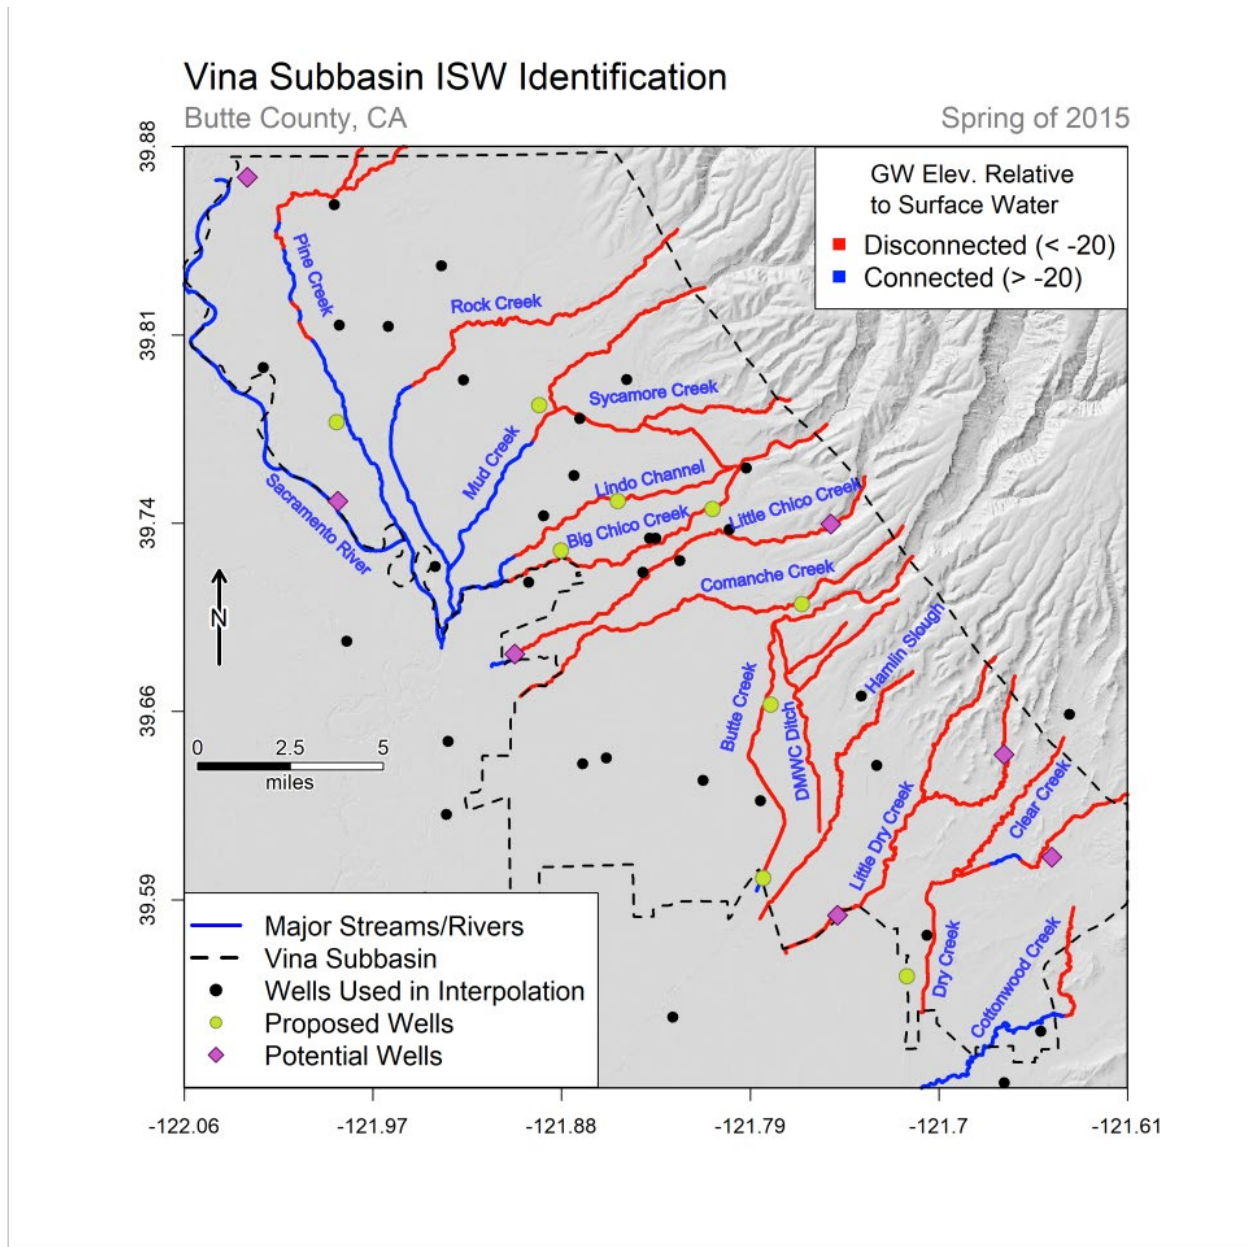 Vina Subbasin ISW Identification
Butte County, CA
Spring of 2015
39.88
39.81
39.74
39.66
39.59
GW Elev. Relative
to Surface Water
Disconnected (< -20)
Connected (> -20)
Pine Creek
Rock Creek
Sycamore Creek
Mud Creek
Lindo Channel
Big Chico Creek
Little Chico Creek
Sacramento River
Comanche Creek
N
Hamlin Slough
Butte Creek
DMWC Ditch
0 2.5 5
miles
Little Dry Creek
Clear Creek
Dry Creek
Cottonwood Creek
Major Streams/Rivers
Vina Subbasin
Wells Used in Interpolation
Proposed Wells
Potential Wells
-122.06 -121.97 -121.88 -121.79 -121.7 -121.61